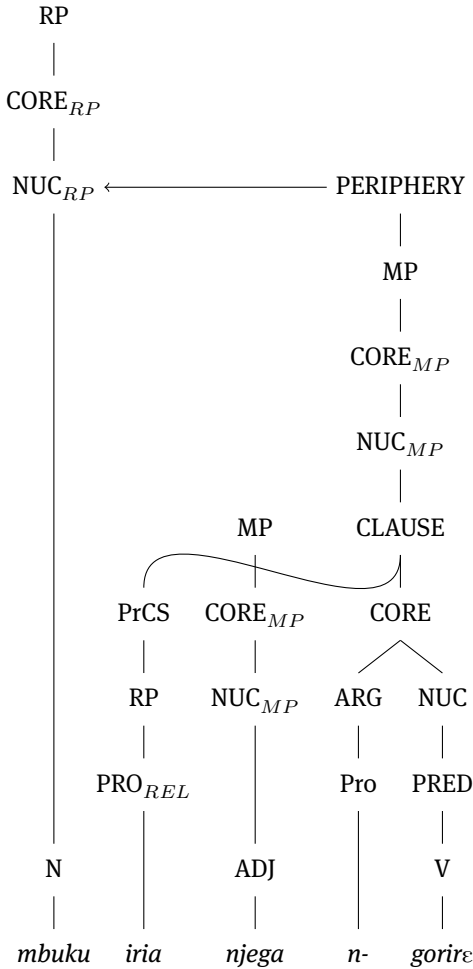 RP
CORE_RP
NUC_RP PERIPHERY
MP
CORE_MP
NUC_MP
MP CLAUSE
PrCS CORE_MP CORE
RP NUC_MP ARG NUC
PRO_REL Pro PRED
N ADJ V
mbuku iria njega n- gorirɛ